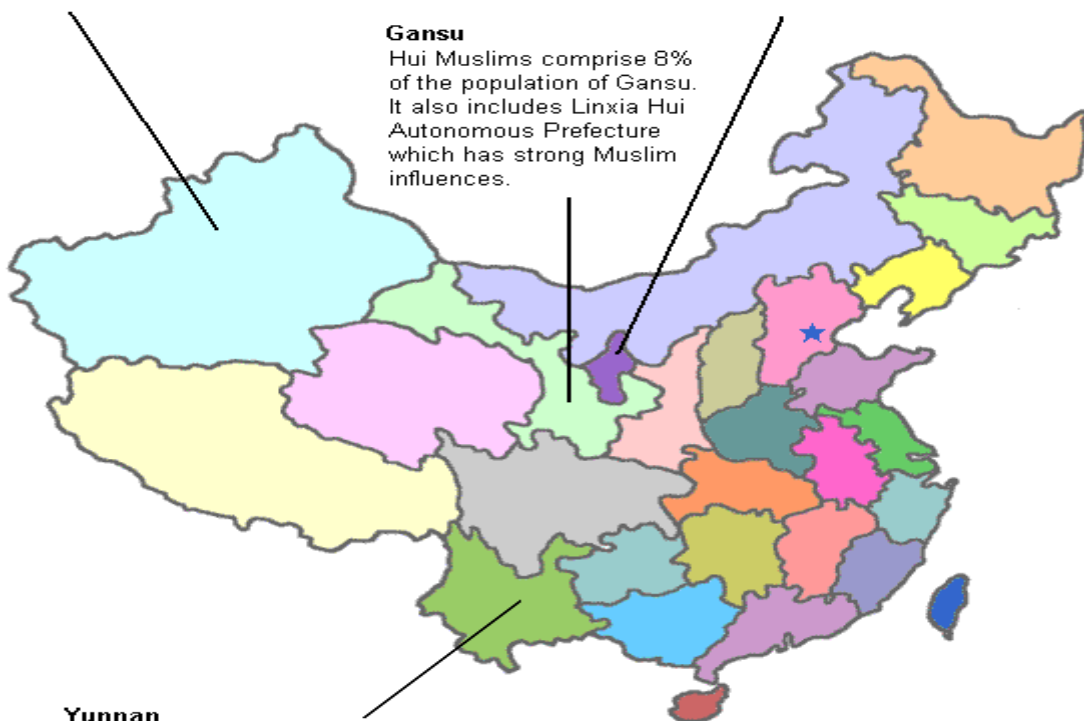 Gansu
Hui Muslims comprise 8%
of the population of Gansu.
It also includes Linxia Hui
Autonomous Prefecture
which has strong Muslim
influences.
Yunnan